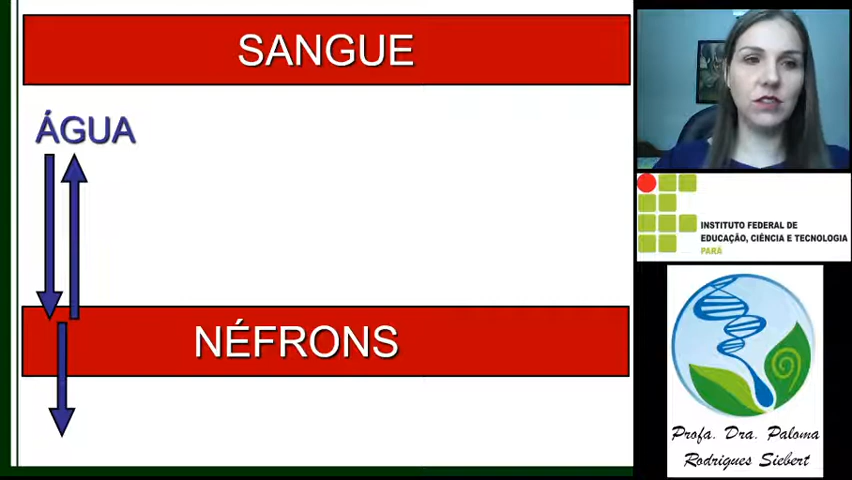 SANGUE
ÁGUA
NÉFRONS
INSTITUTO FEDERAL DE
EDUCAÇÃO, CIÊNCIA E TECNOLOGIA
PARÁ
Profa. Dra. Paloma
Rodrigues Siebert